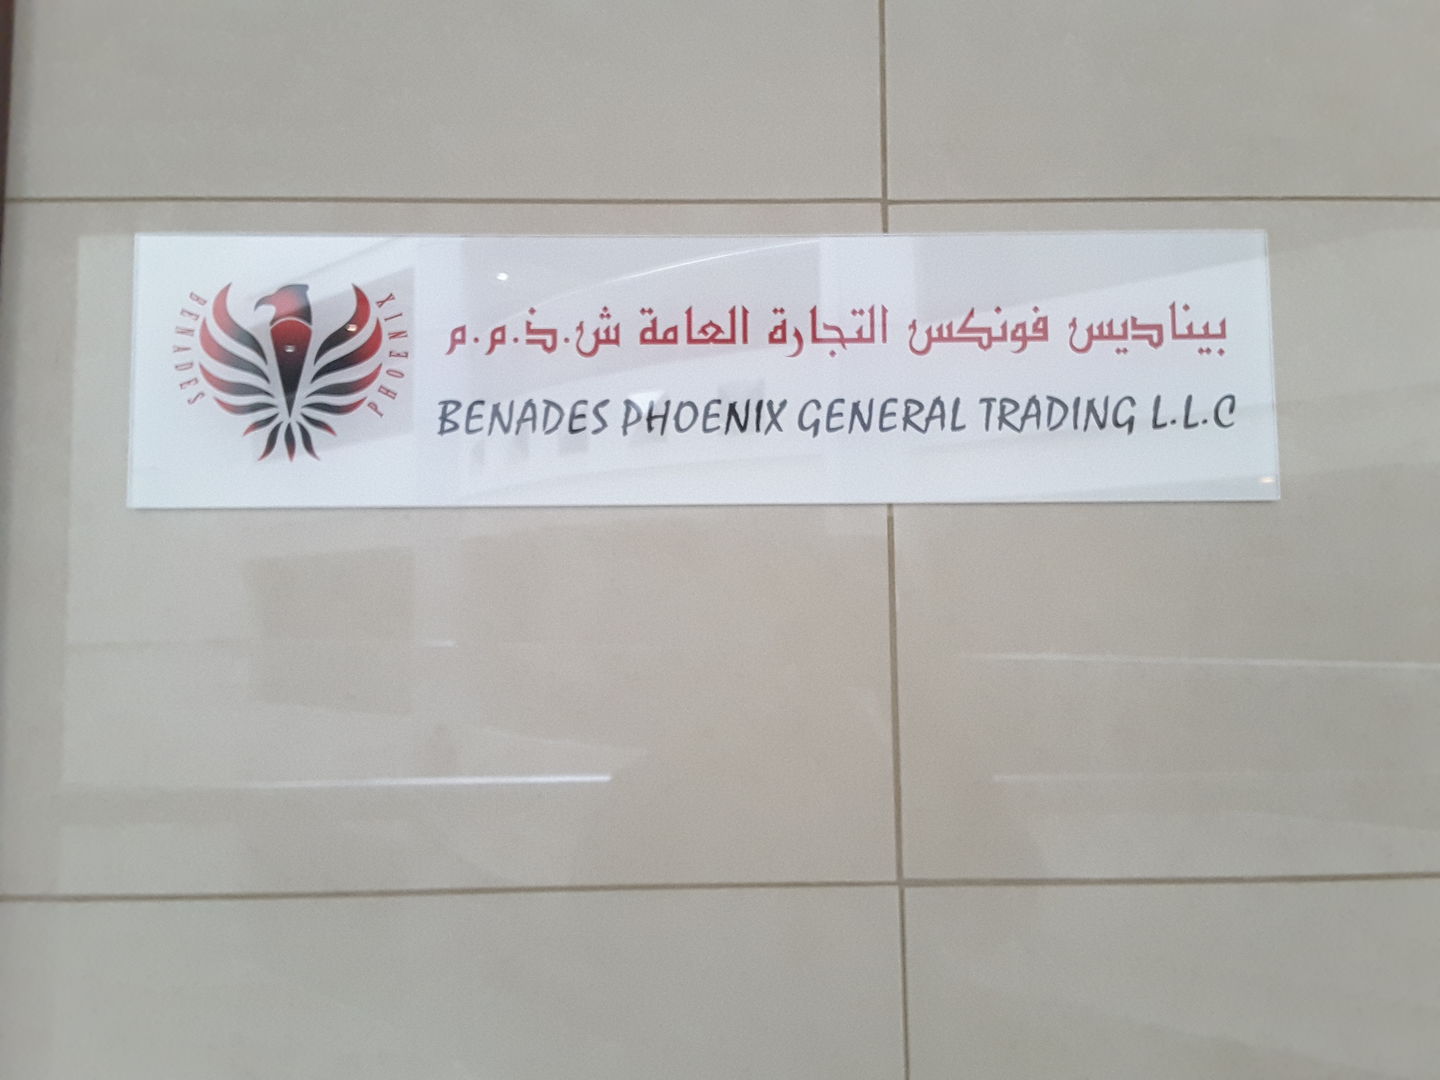 بيناديس فونكس التجارة العامة ش.ذ.م.م
BENADES PHOENIX GENERAL TRADING L.L.C
BENADES
PHOENIX